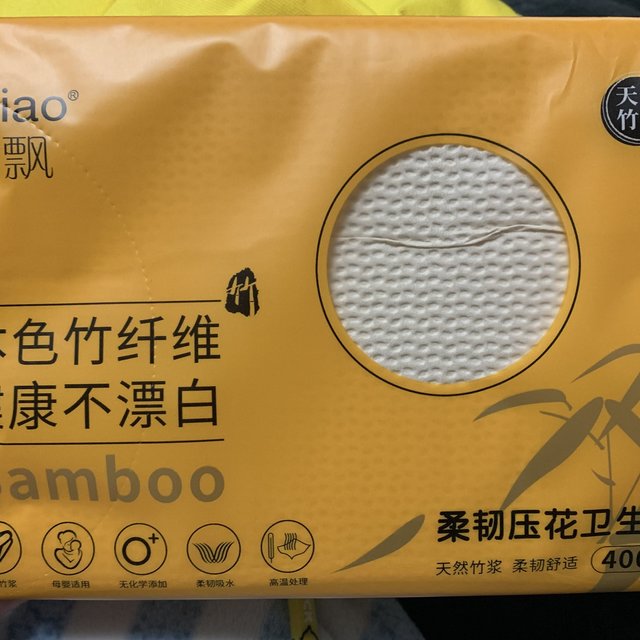 iao®
飘
天
竹
竹
本色竹纤维
健康不漂白
Bamboo
竹浆
母婴适用
无化学添加
柔韧吸水
高温处理
柔韧压花卫生
天然竹浆 柔韧舒适
400